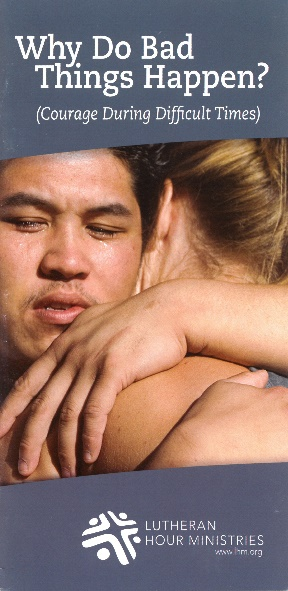 Why Do Bad
Things Happen?
(Courage During Difficult Times)
LUTHERAN
HOUR MINISTRIES
www.lhm.org